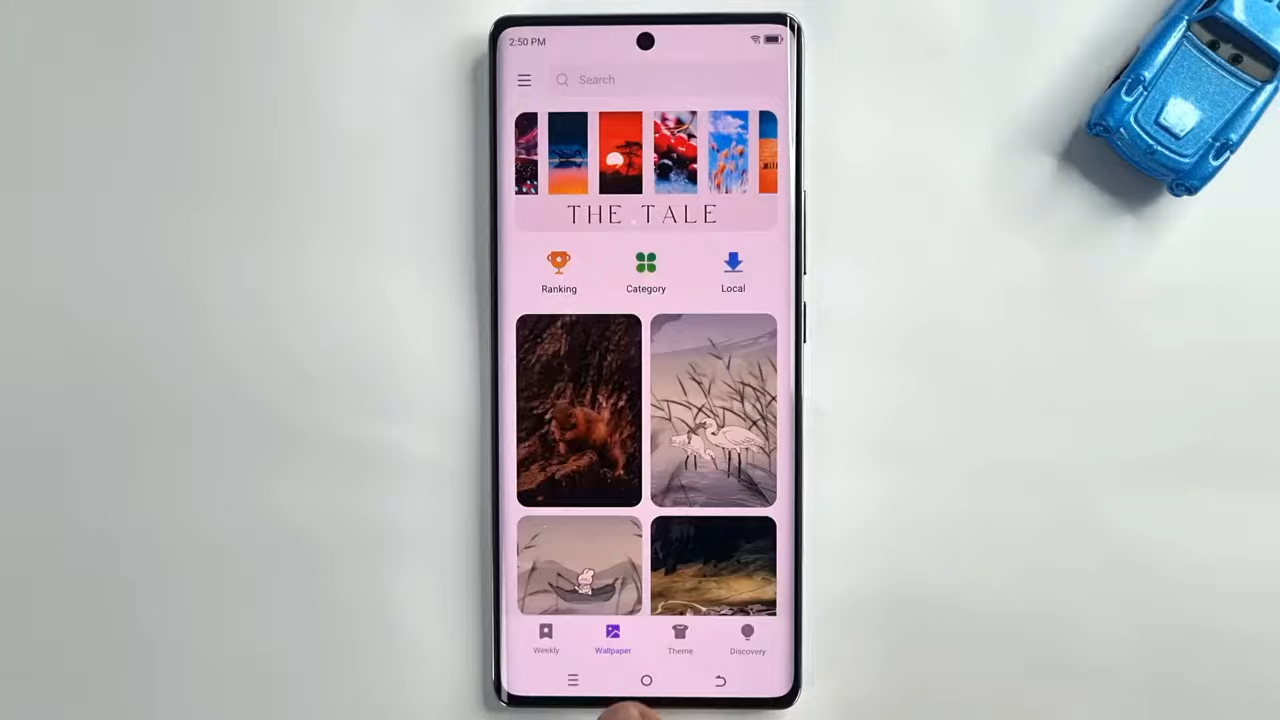 2:50 PM
Search
THE TALE
Ranking
Category
Local
Weekly
Wallpaper
Theme
Discovery